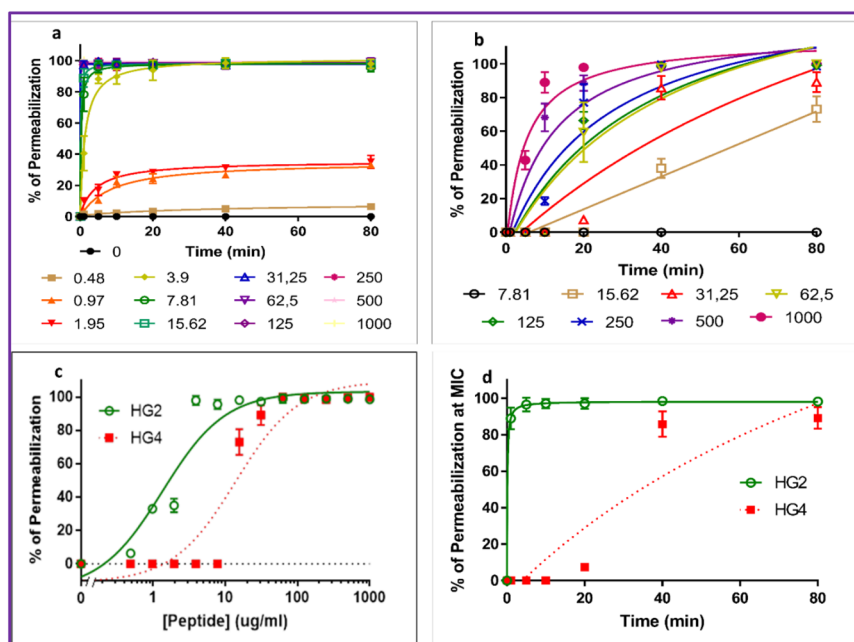 a
% of Permeabilization
100
80
60
40
20
0
0 20 40 60 80
Time (min)
0
0.48 3.9 31,25 250
0.97 7.81 62,5 500
1.95 15.62 125 1000
b
% of Permeabilization
100
80
60
40
20
0
0 20 40 60 80
Time (min)
7.81 15.62 31,25 62,5
125 250 500 1000
c
% of Permeabilization
100
80
60
40
20
0
HG2
HG4
0 1 10 100 1000
[Peptide] (ug/ml)
d
% of Permeabilization at MIC
100
80
60
40
20
0
HG2
HG4
0 20 40 60 80
Time (min)